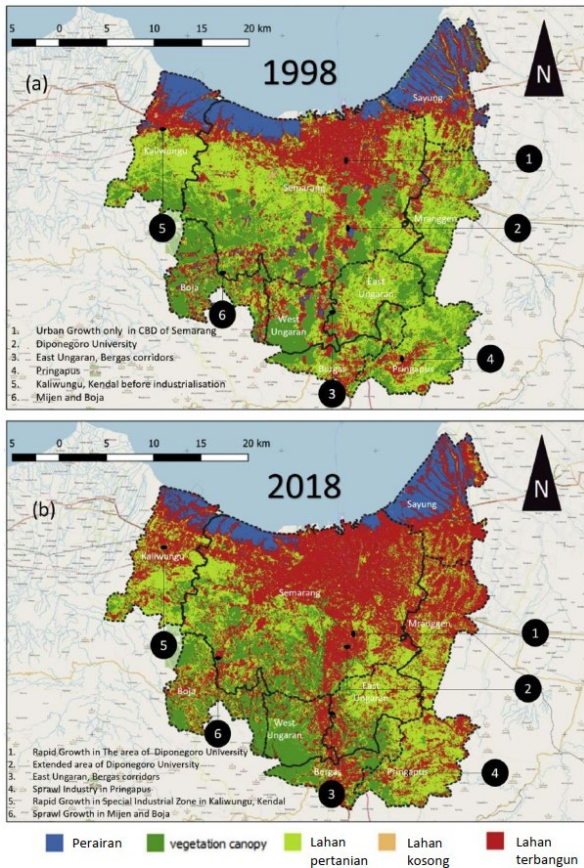 5 0 5 10 15 20 km
1998
(a)
N
Sayung
Kaliwungu
1
Semarang
5
Mranggen
2
East
Ungaran
Boja
6
West
Ungaran
1. Urban Growth only in CBD of Semarang
2. Diponegoro University
3. East Ungaran, Bergas corridors
4. Pringapus
5. Kaliwungu, Kendal before industrialisation
6. Mijen and Boja
Bergas
Pringapus
4
3
5 0 5 10 15 20 km
2018
(b)
N
Sayung
Kaliwungu
Semarang
Mranggen
1
5
East
Ungaran
2
Boja
6
West
Ungaran
1. Rapid Growth in The area of Diponegoro University
2. Extended area of Diponegoro University
3. East Ungaran, Bergas corridors
4. Sprawl Industry in Pringapus
5. Rapid Growth in Special Industrial Zone in Kaliwungu, Kendal
6. Sprawl Growth in Mijen and Boja
Bergas
Pringapus
4
3
Perairan
vegetation canopy
Lahan
pertanian
Lahan
kosong
Lahan
terbangun